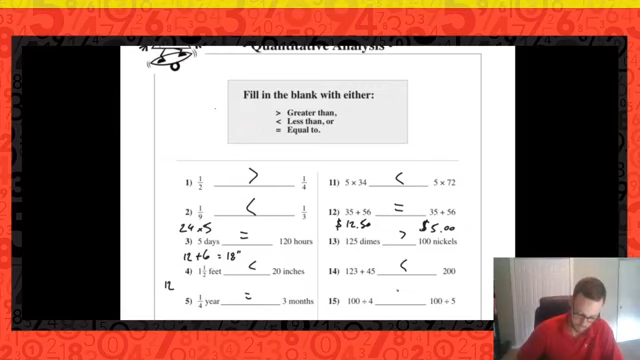 Quantitative Analysis
Fill in the blank with either:
> Greater than,
< Less than, or
= Equal to.
1) 1/2 > 1/4
2) 1/9 < 1/3
24 x 5
3) 5 days = 120 hours
12 + 6 = 18"
4) 1 1/2 feet < 20 inches
12
5) 1/4 year = 3 months
11) 5 × 34 < 5 × 72
12) 35 + 56 = 35 + 56
$12.50 $5.00
13) 125 dimes > 100 nickels
14) 123 + 45 < 200
15) 100 ÷ 4 100 ÷ 5